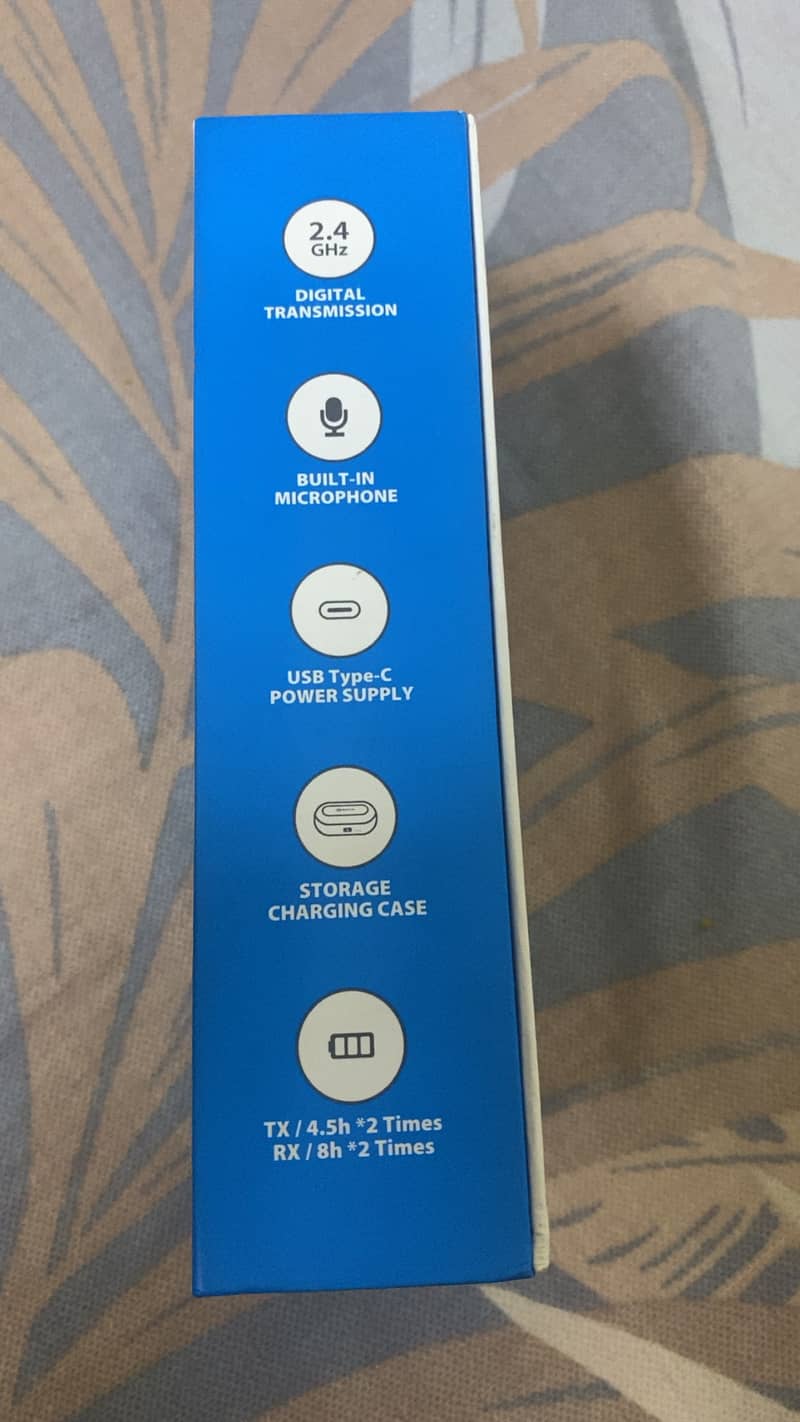 2.4
GHz
DIGITAL
TRANSMISSION
BUILT-IN
MICROPHONE
USB Type-C
POWER SUPPLY
STORAGE
CHARGING CASE
TX / 4.5h *2 Times
RX / 8h *2 Times